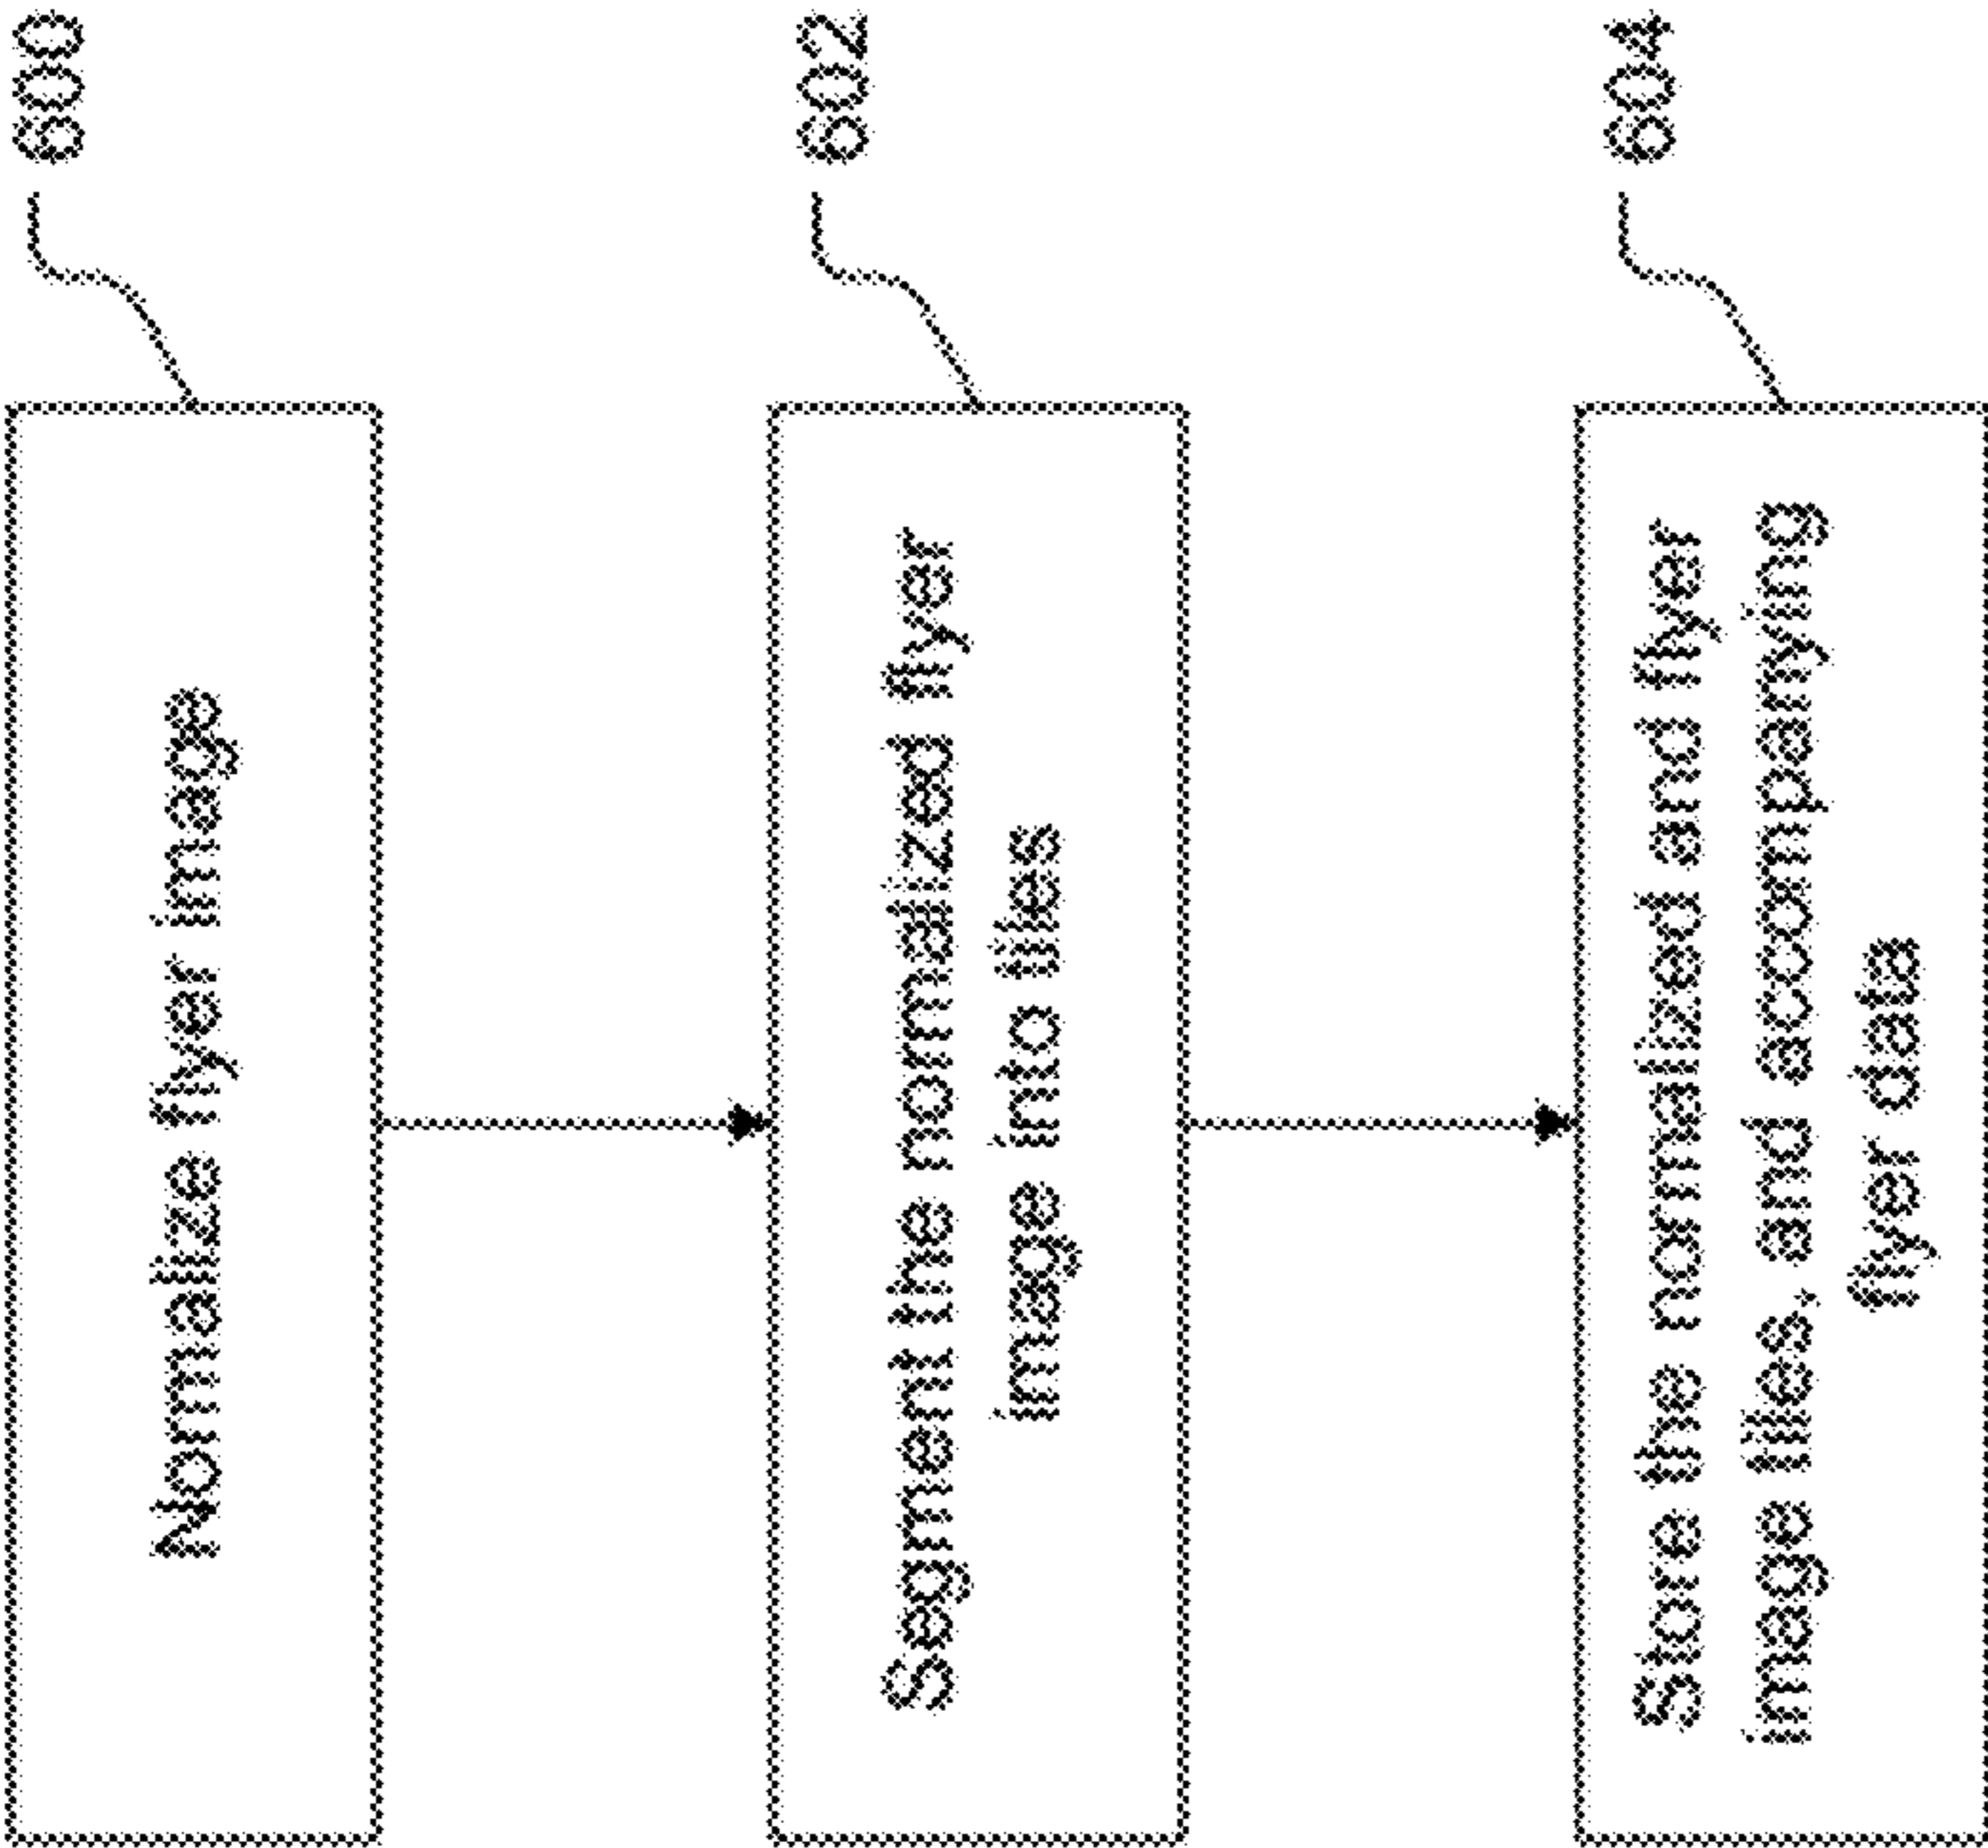 Normalize flyer image
600
Segment the normalized flyer
image into tiles
602
Store the normalized and flyer
image tiles, and accompanying
flyer data
604